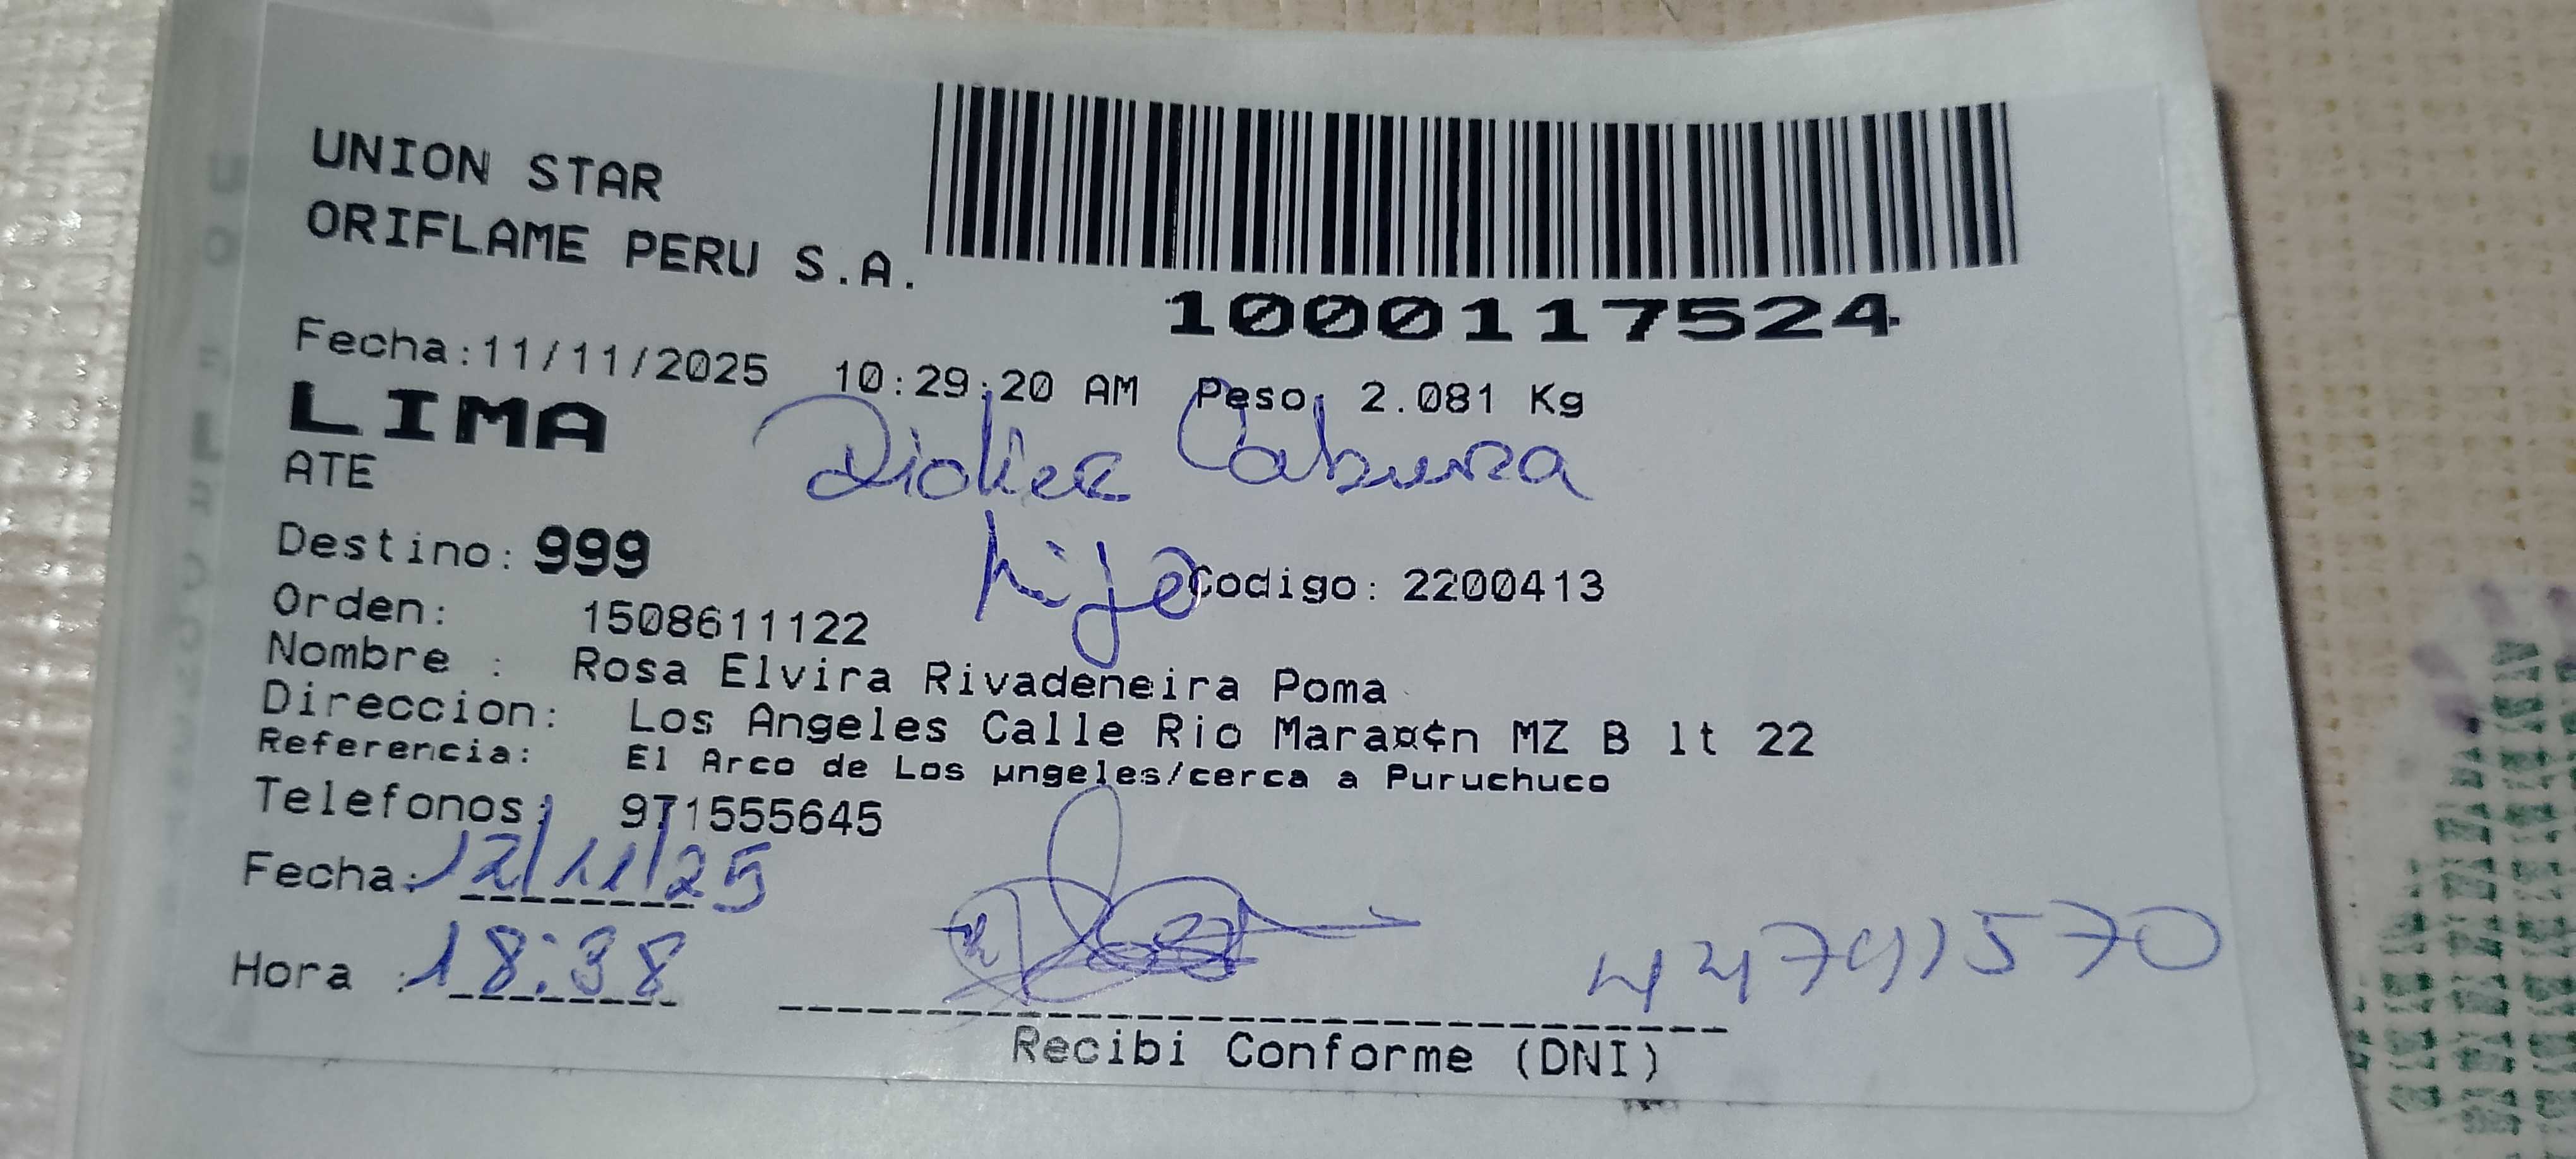 UNION STAR
ORIFLAME PERU S.A.
1000117524
Fecha:11/11/2025 10:29:20 AM Peso: 2.081 Kg
LIMA
ATE
Didier
hijo
Destino: 999
Codigo: 2200413
Orden: 1508611122
Nombre : Rosa Elvira Rivadeneira Poma
Direccion: Los Angeles Calle Rio Mara¤¢n MZ B lt 22
Referencia: El Arco de Los µngeles/cerca a Puruchuco
Telefonos: 971555645
Fecha: 12/11/25
Hora : 18:38
Recibi Conforme (DNI)